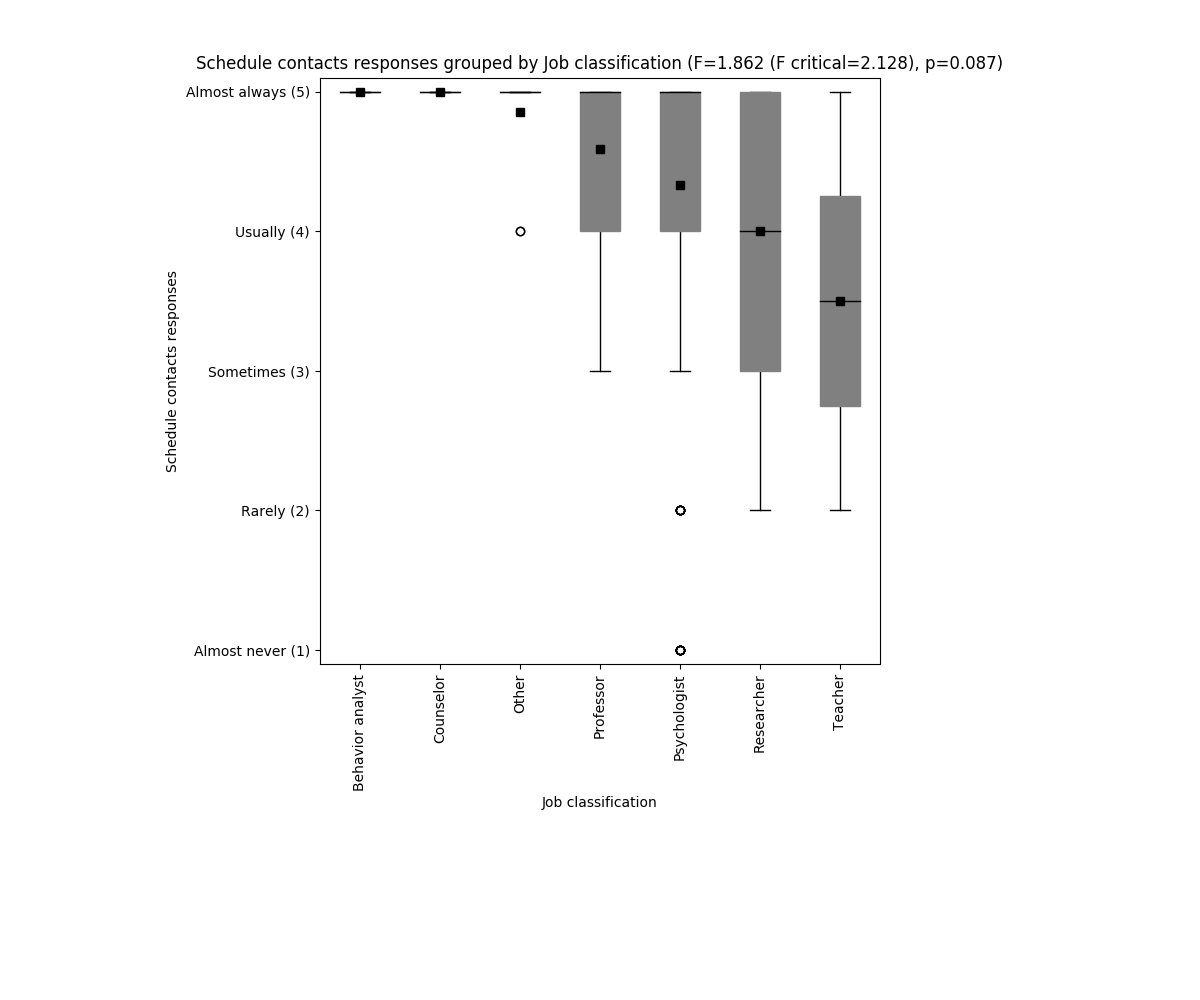 Schedule contacts responses grouped by Job classification (F=1.862 (F critical=2.128), p=0.087)
Almost always (5)
Usually (4)
Sometimes (3)
Rarely (2)
Almost never (1)
Schedule contacts responses
Behavior analyst
Counselor
Other
Professor
Psychologist
Researcher
Teacher
Job classification